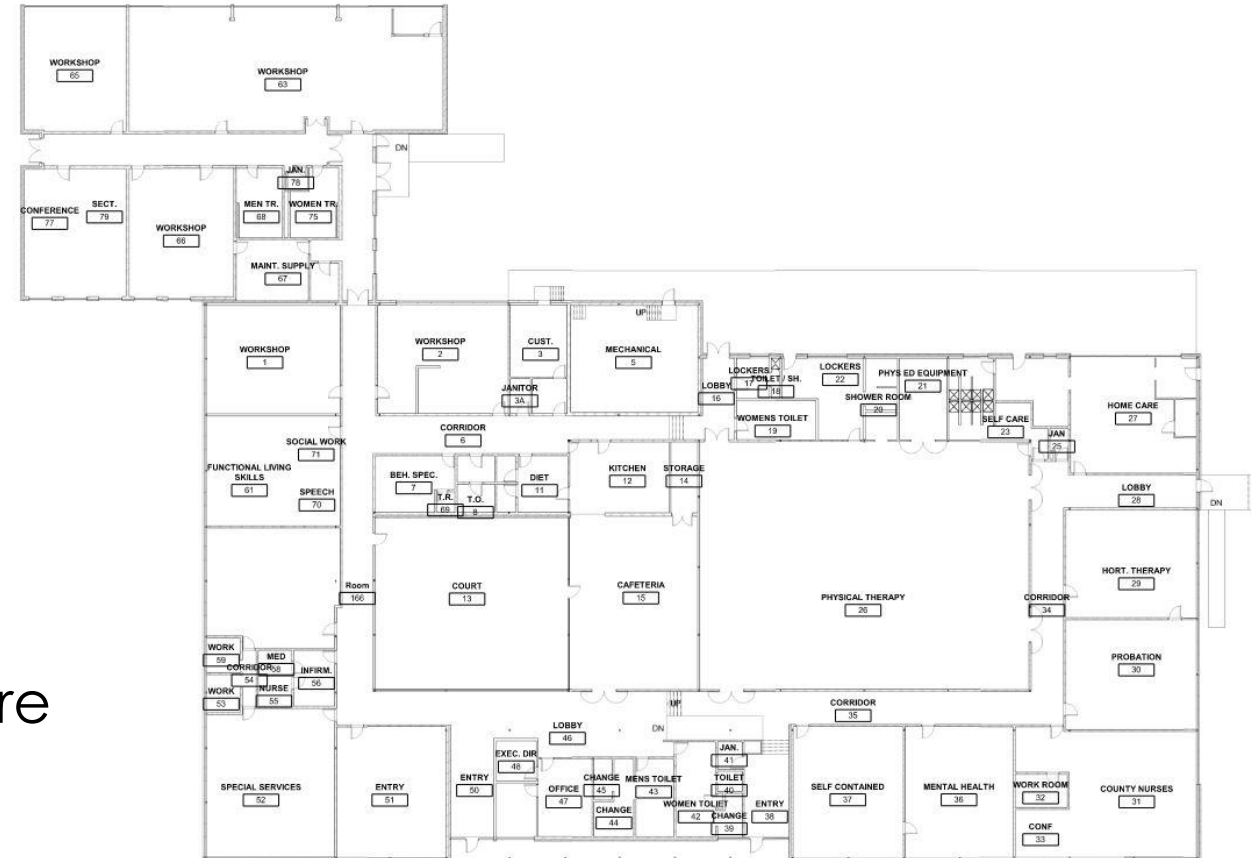 WORKSHOP
65
WORKSHOP
63
DN
JAN.
78
CONFERENCE
77
SECT.
79
WORKSHOP
66
MEN TR.
68
WOMEN TR.
75
MAINT. SUPPLY
67
WORKSHOP
1
WORKSHOP
2
CUST.
3
JANITOR
3A
UP
MECHANICAL
5
LOBBY
16
LOCKERS
17
TOILET / SH.
18
LOCKERS
22
PHYS ED EQUIPMENT
21
SHOWER ROOM
20
WOMENS TOILET
19
SELF CARE
23
JAN
25
HOME CARE
27
CORRIDOR
6
SOCIAL WORK
71
FUNCTIONAL LIVING
SKILLS
61
SPEECH
70
BEH. SPEC.
7
T.R.
69
T.O.
8
DIET
11
KITCHEN
12
STORAGE
14
LOBBY
28
DN
Room
166
COURT
13
CAFETERIA
15
PHYSICAL THERAPY
26
CORRIDOR
34
HORT. THERAPY
29
PROBATION
30
WORK
59
CORRIDOR
54
MED
58
INFIRM.
56
WORK
53
NURSE
55
re
UP
DN
CORRIDOR
35
LOBBY
46
SPECIAL SERVICES
52
ENTRY
51
ENTRY
50
EXEC. DIR
48
OFFICE
47
CHANGE
45
CHANGE
44
MENS TOILET
43
WOMEN TOLIET
42
JAN.
41
TOILET
40
CHANGE
39
ENTRY
38
SELF CONTAINED
37
MENTAL HEALTH
36
WORK ROOM
32
CONF
33
COUNTY NURSES
31